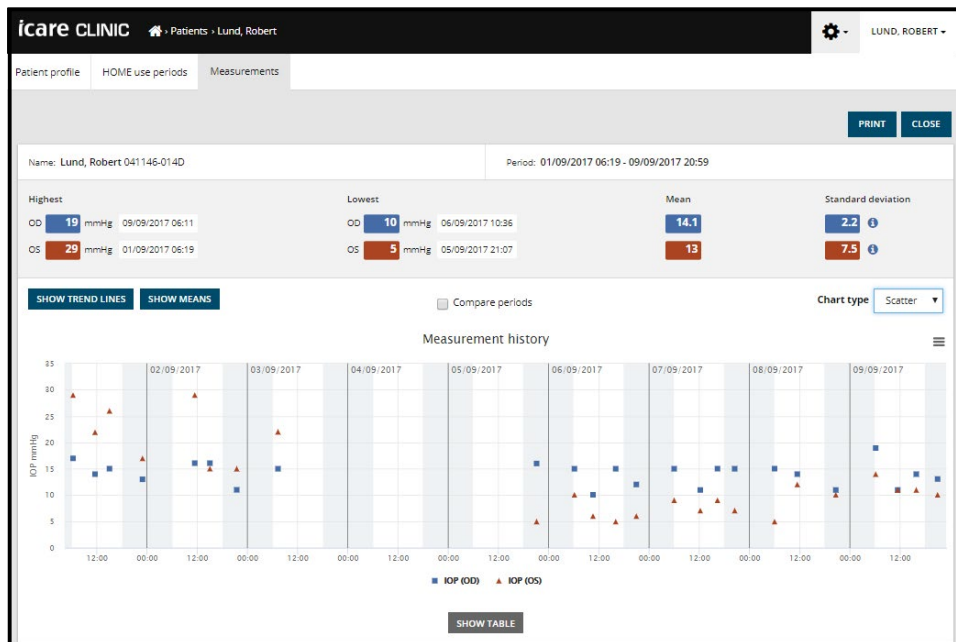 icare CLINIC › Patients › Lund, Robert LUND, ROBERT
Patient profile HOME use periods Measurements
PRINT CLOSE
Name: Lund, Robert 041146-014D Period: 01/09/2017 06:19 - 09/09/2017 20:59
Highest Lowest Mean Standard deviation
OD 19 mmHg 09/09/2017 06:11 OD 10 mmHg 06/09/2017 10:36 14.1 2.2
OS 29 mmHg 01/09/2017 06:19 OS 5 mmHg 05/09/2017 21:07 13 7.5
SHOW TREND LINES SHOW MEANS Compare periods Chart type Scatter
Measurement history
35 02/09/2017 03/09/2017 04/09/2017 05/09/2017 06/09/2017 07/09/2017 08/09/2017 09/09/2017
30
25
20
15
10
5
0
IOP mmHg
12:00 00:00 12:00 00:00 12:00 00:00 12:00 00:00 12:00 00:00 12:00 00:00 12:00 00:00 12:00 00:00 12:00
IOP (OD) IOP (OS)
SHOW TABLE